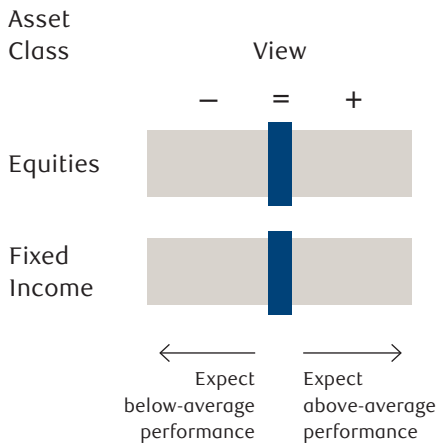 Asset
Class
View
– = +
Equities
Fixed
Income
Expect
below-average
performance
Expect
above-average
performance